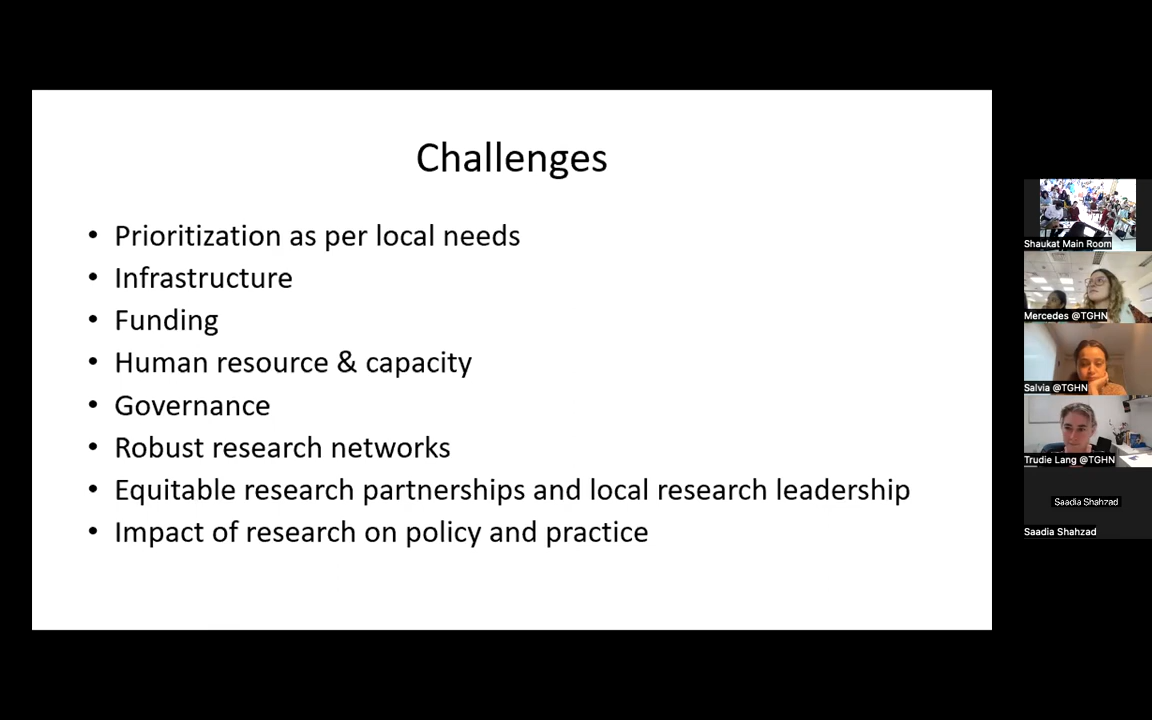 Challenges
• Prioritization as per local needs
• Infrastructure
• Funding
• Human resource & capacity
• Governance
• Robust research networks
• Equitable research partnerships and local research leadership
• Impact of research on policy and practice
Shaukat Main Room
Mercedes @TGHN
Salvia @TGHN
Trudie Lang @TGHN
Saadia Shahzad
Saadia Shahzad